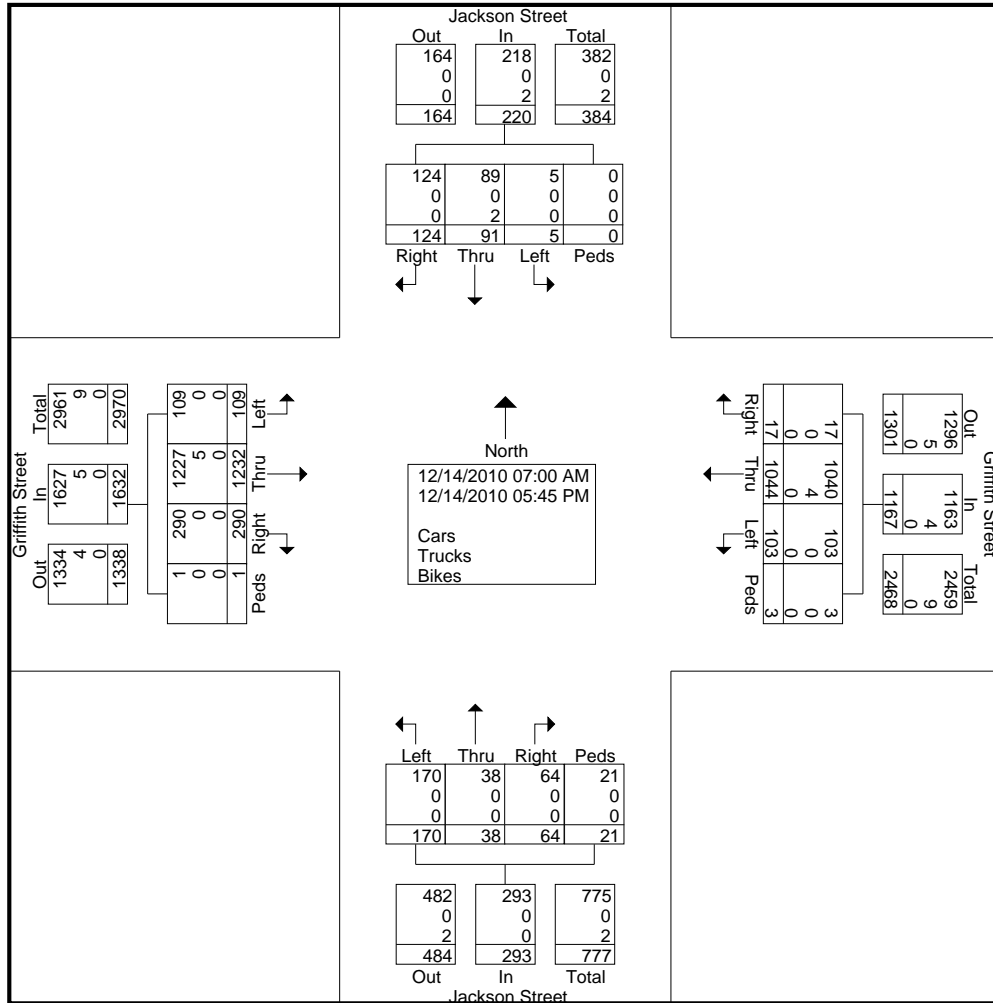 Jackson Street
Out In Total
164 218 382
0 0 0
0 2 2
164 220 384
124 89 5 0
0 0 0 0
0 2 0 0
124 91 5 0
Right Thru Left Peds
Griffith Street
Total In Out
2961 1627 1334
9 5 4
0 0 0
2970 1632 1338
109 1227 290 1
0 5 0 0
0 0 0 0
109 1232 290 1
Left Thru Right Peds
North
12/14/2010 07:00 AM
12/14/2010 05:45 PM
Cars
Trucks
Bikes
Right Thru Left Peds
17 1040 103 3
0 4 0 0
0 0 0 0
17 1044 103 3
Griffith Street
Out In Total
1296 1163 2459
5 4 9
0 0 0
1301 1167 2468
Left Thru Right Peds
170 38 64 21
0 0 0 0
0 0 0 0
170 38 64 21
482 293 775
0 0 0
2 0 2
484 293 777
Out In Total
Jackson Street